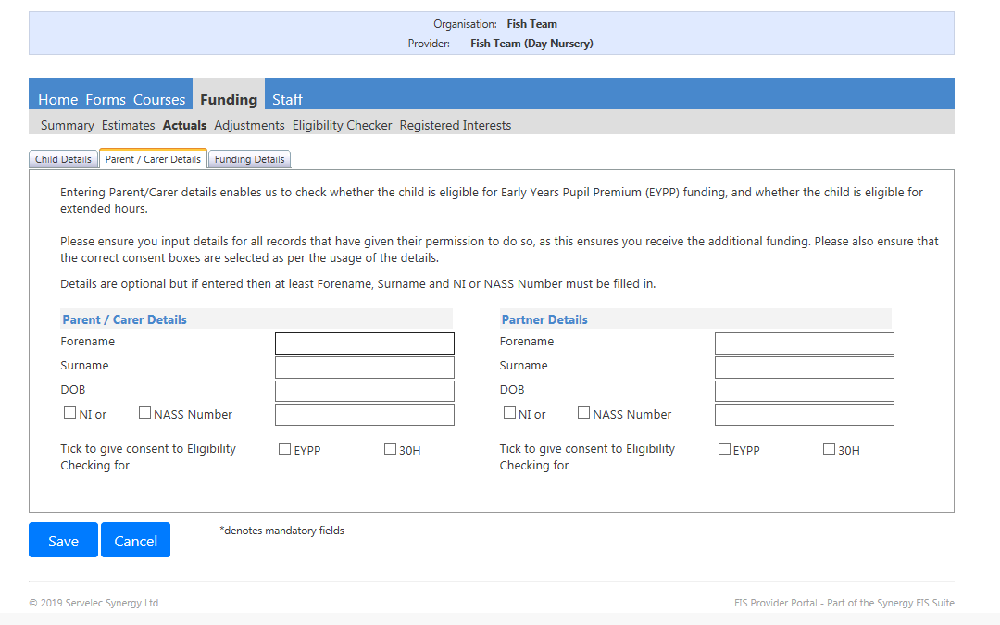 Organisation: Fish Team
Provider: Fish Team (Day Nursery)
Home Forms Courses Funding Staff
Summary Estimates Actuals Adjustments Eligibility Checker Registered Interests
Child Details Parent / Carer Details Funding Details
Entering Parent/Carer details enables us to check whether the child is eligible for Early Years Pupil Premium (EYPP) funding, and whether the child is eligible for
extended hours.
Please ensure you input details for all records that have given their permission to do so, as this ensures you receive the additional funding. Please also ensure that
the correct consent boxes are selected as per the usage of the details.
Details are optional but if entered then at least Forename, Surname and NI or NASS Number must be filled in.
Parent / Carer Details
Forename
Surname
DOB
NI or NASS Number
Tick to give consent to Eligibility EYPP 30H
Checking for
Partner Details
Forename
Surname
DOB
NI or NASS Number
Tick to give consent to Eligibility EYPP 30H
Checking for
Save Cancel *denotes mandatory fields
© 2019 Servelec Synergy Ltd FIS Provider Portal - Part of the Synergy FIS Suite